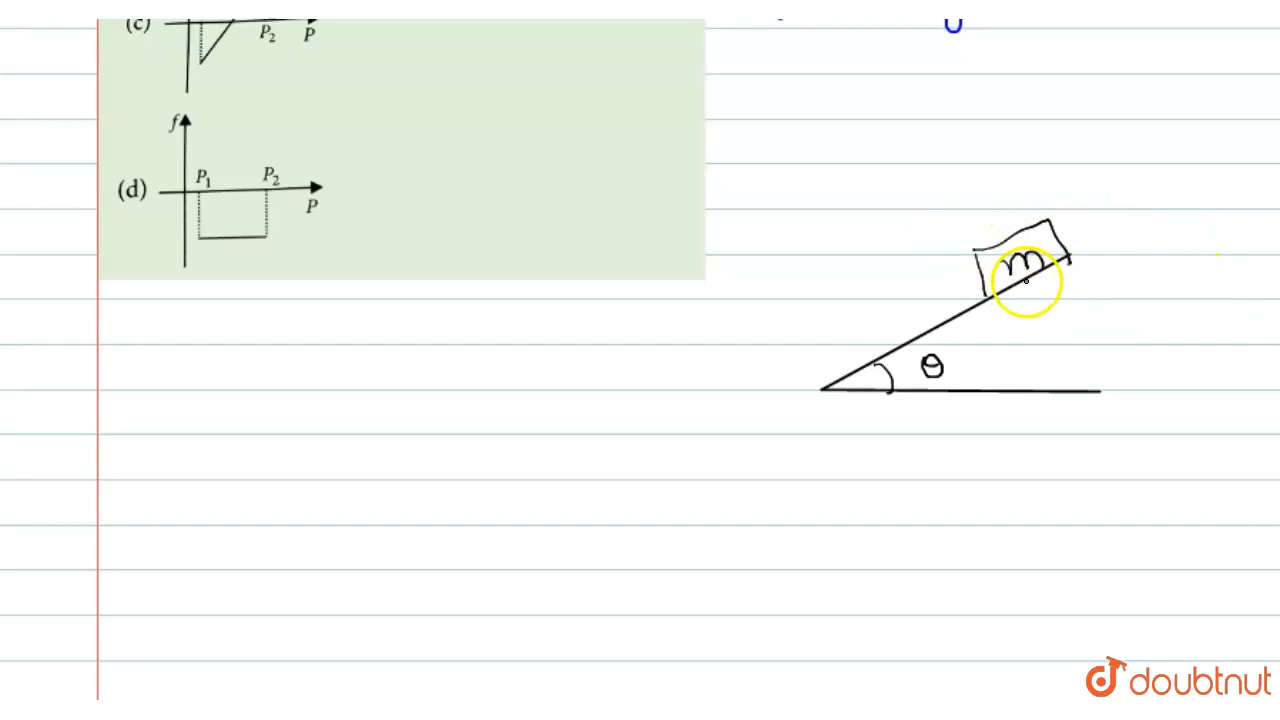 (c)
P₂ P
f
P₁ P₂
(d)
P
m
θ
doubtnut